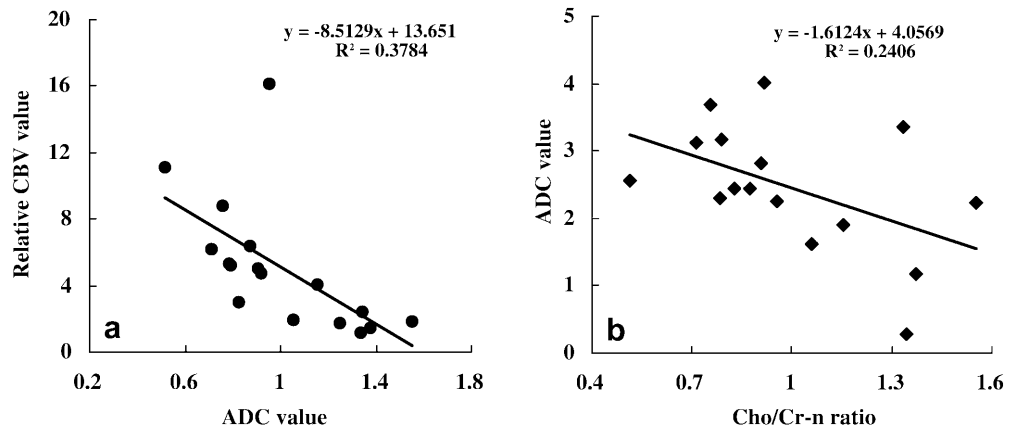 y = -8.5129x + 13.651
R² = 0.3784
20
16
12
8
4
0
Relative CBV value
a
0.2 0.6 1 1.4 1.8
ADC value
y = -1.6124x + 4.0569
R² = 0.2406
5
4
3
2
1
0
ADC value
b
0.4 0.7 1 1.3 1.6
Cho/Cr-n ratio